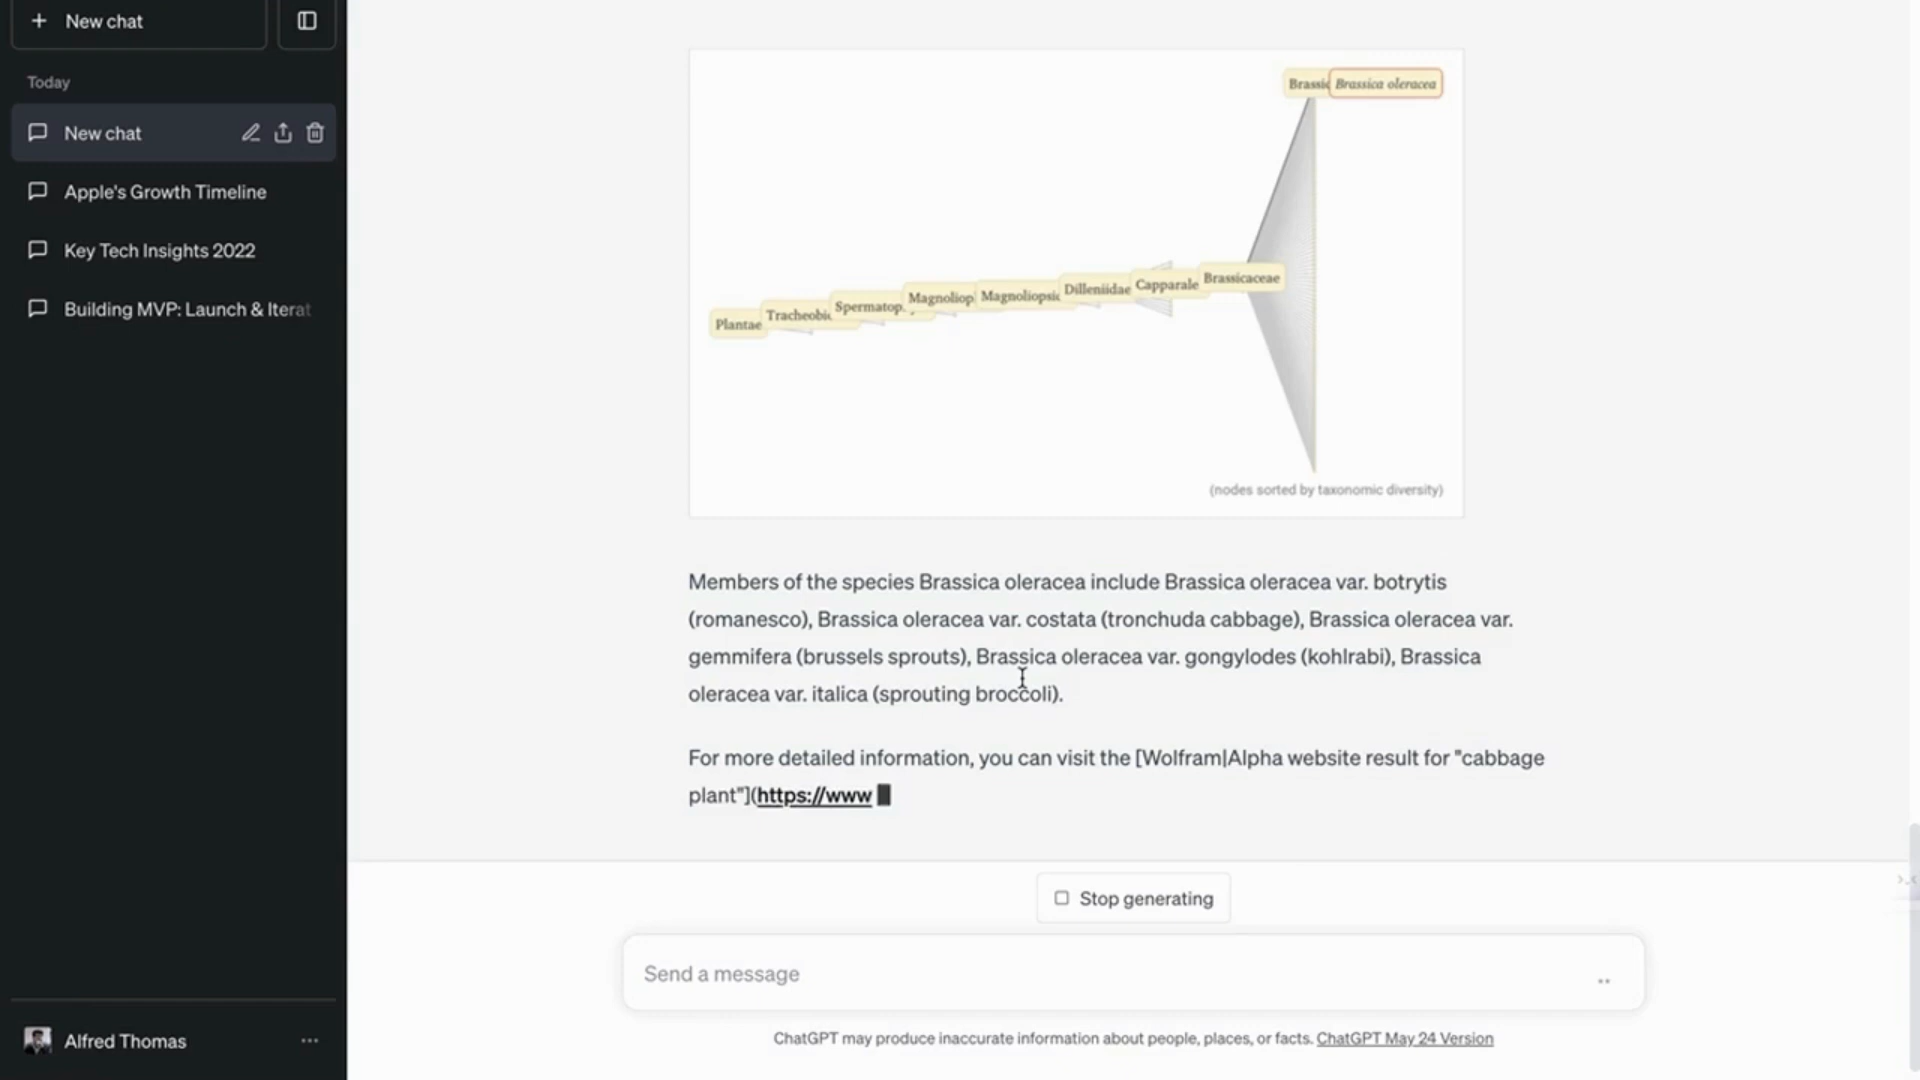 New chat
Today
New chat
Apple's Growth Timeline
Key Tech Insights 2022
Building MVP: Launch & Iterat
Alfred Thomas
Brassic
Brassica oleracea
Plantae
Tracheobi
Spermatop
Magnoliop
Magnoliopsi
Dilleniidae
Capparale
Brassicaceae
(nodes sorted by taxonomic diversity)
Members of the species Brassica oleracea include Brassica oleracea var. botrytis
(romanesco), Brassica oleracea var. costata (tronchuda cabbage), Brassica oleracea var.
gemmifera (brussels sprouts), Brassica oleracea var. gongylodes (kohlrabi), Brassica
oleracea var. italica (sprouting broccoli).
For more detailed information, you can visit the [Wolfram|Alpha website result for "cabbage
plant"](https://www
Stop generating
Send a message
ChatGPT may produce inaccurate information about people, places, or facts. ChatGPT May 24 Version